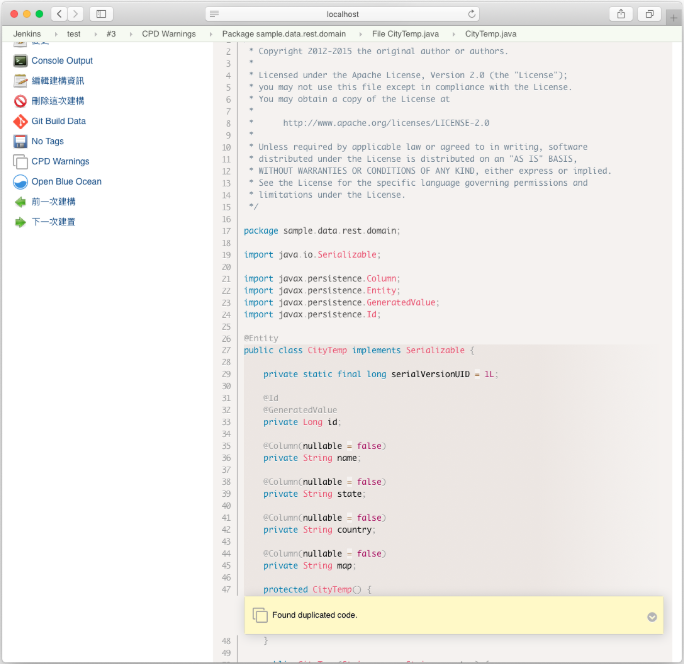 localhost
Jenkins › test › #3 › CPD Warnings › Package sample.data.rest.domain › File CityTemp.java › CityTemp.java
變更
Console Output
編輯建構資訊
刪除這次建構
Git Build Data
No Tags
CPD Warnings
Open Blue Ocean
前一次建構
下一次建置
2 * Copyright 2012-2015 the original author or authors.
3 *
4 * Licensed under the Apache License, Version 2.0 (the "License");
5 * you may not use this file except in compliance with the License.
6 * You may obtain a copy of the License at
7 *
8 *      http://www.apache.org/licenses/LICENSE-2.0
9 *
10 * Unless required by applicable law or agreed to in writing, software
11 * distributed under the License is distributed on an "AS IS" BASIS,
12 * WITHOUT WARRANTIES OR CONDITIONS OF ANY KIND, either express or implied.
13 * See the License for the specific language governing permissions and
14 * limitations under the License.
15 */
16
17 package sample.data.rest.domain;
18
19 import java.io.Serializable;
20
21 import javax.persistence.Column;
22 import javax.persistence.Entity;
23 import javax.persistence.GeneratedValue;
24 import javax.persistence.Id;
25
26 @Entity
27 public class CityTemp implements Serializable {
28
29     private static final long serialVersionUID = 1L;
30
31     @Id
32     @GeneratedValue
33     private Long id;
34
35     @Column(nullable = false)
36     private String name;
37
38     @Column(nullable = false)
39     private String state;
40
41     @Column(nullable = false)
42     private String country;
43
44     @Column(nullable = false)
45     private String map;
46
47     protected CityTemp() {
Found duplicated code.
48     }
49